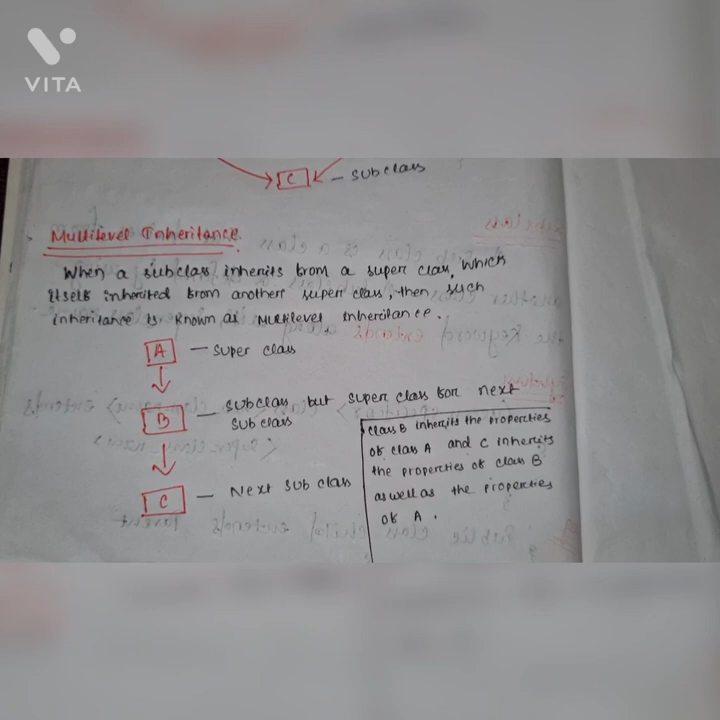 VITA
C - subclass
Multilevel Inheritance.
When a subclass inherits from a super class, which
itself inherited from another super class, then such
inheritance is known as multilevel inheritance.
A - super class
B - subclass but super class for next
subclass
C - Next sub class
class B inherits the properties
of class A and C inherits
the properties of class B
as well as the properties
of A.